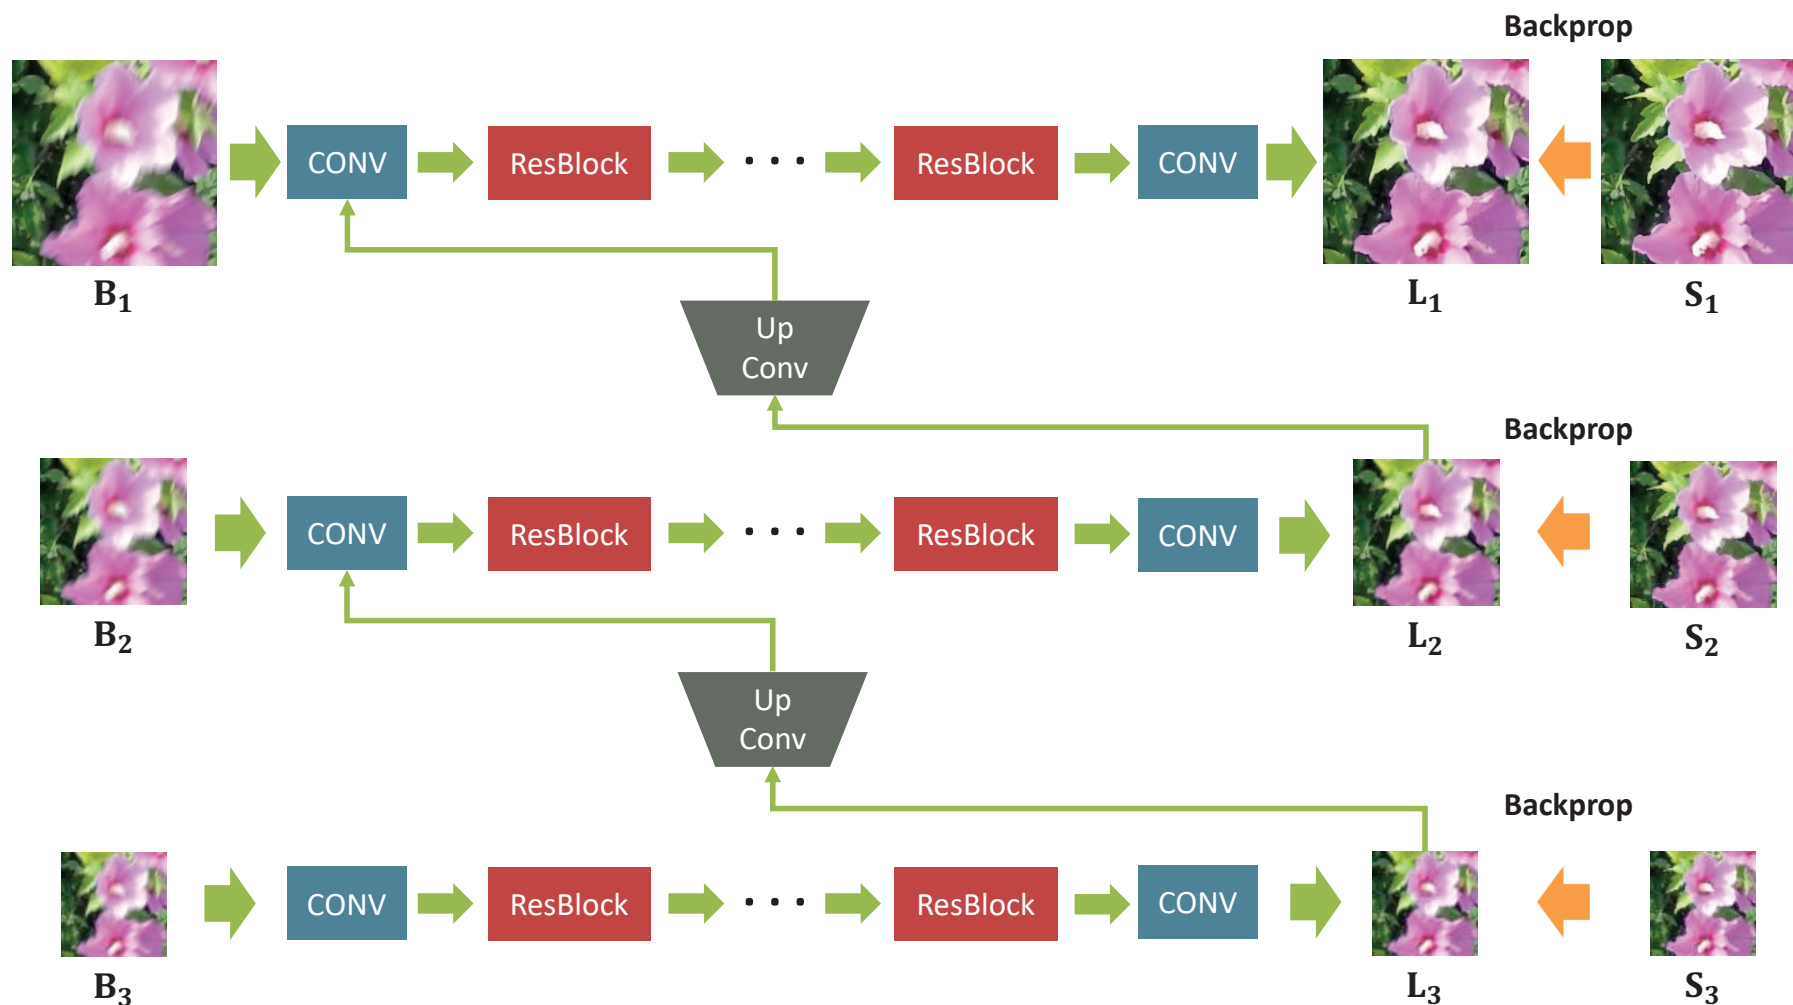 Backprop
CONV
ResBlock
. . .
ResBlock
CONV
B1
L1
S1
Up
Conv
Backprop
CONV
ResBlock
. . .
ResBlock
CONV
B2
L2
S2
Up
Conv
Backprop
CONV
ResBlock
. . .
ResBlock
CONV
B3
L3
S3